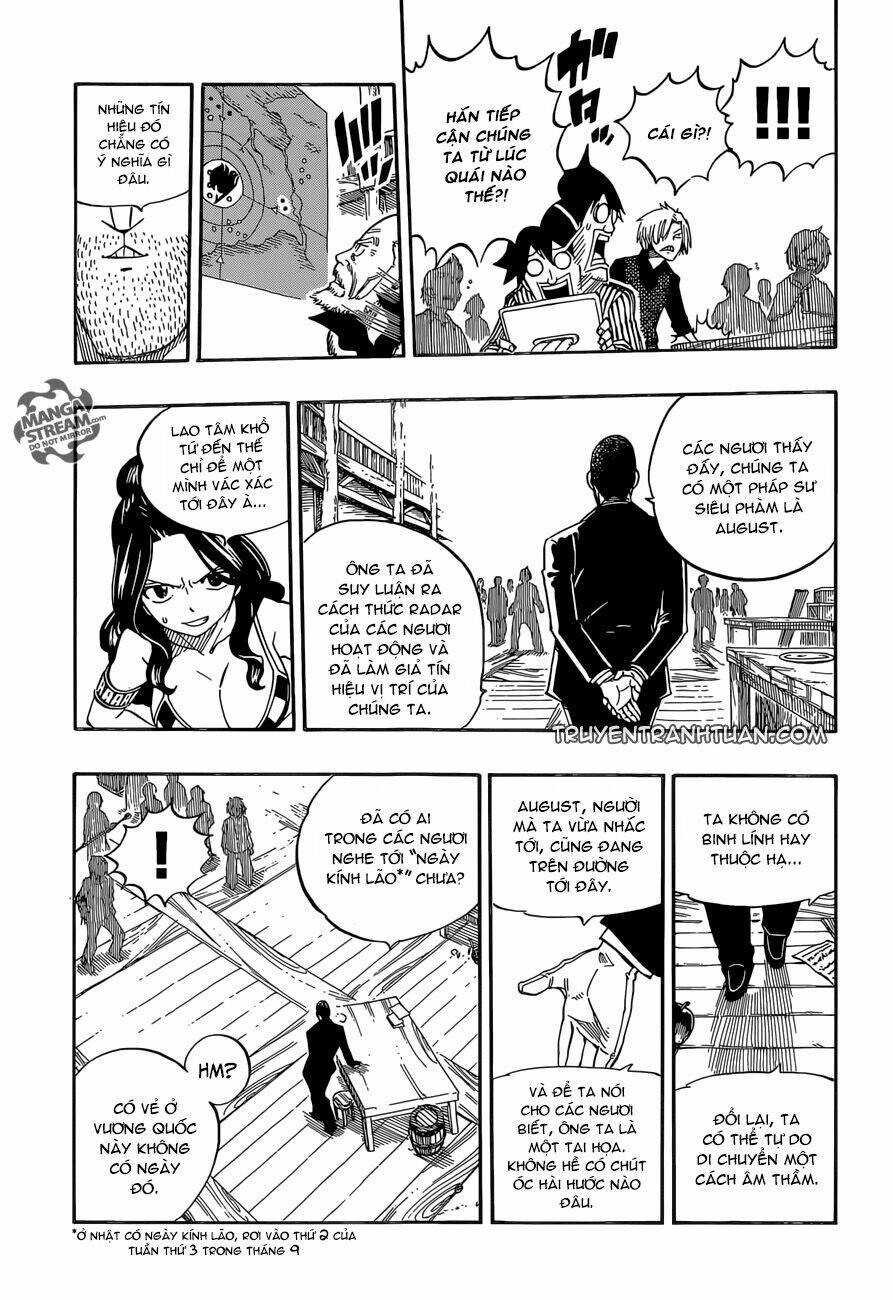 !!!
CÁI GÌ?!
HẮN TIẾP
CẬN CHÚNG
TA TỪ LÚC
QUÁI NÀO
THẾ?!
ガタッ
NHỮNG TÍN
HIỆU ĐÓ
CHẲNG CÓ
Ý NGHĨA GÌ
ĐÂU.
CÁC NGƯƠI THẤY
ĐẤY, CHÚNG TA
CÓ MỘT PHÁP SƯ
SIÊU PHÀM LÀ
AUGUST.
ÔNG TA ĐÃ
SUY LUẬN RA
CÁCH THỨC RADAR
CỦA CÁC NGƯƠI
HOẠT ĐỘNG VÀ
ĐÃ LÀM GIẢ TÍN
HIỆU VỊ TRÍ CỦA
CHÚNG TA.
LAO TÂM KHỔ
TỨ ĐẾN THẾ
CHỈ ĐỂ MỘT
MÌNH VÁC XÁC
TỚI ĐÂY À...
MANGA
STREAM.com
DO NOT MIRROR
TRUYENTRANHTUAN.COM
TA KHÔNG CÓ
BINH LÍNH HAY
THUỘC HẠ...
ĐỔI LẠI, TA
CÓ THỂ TỰ DO
DI CHUYỂN MỘT
CÁCH ÂM THẦM.
AUGUST, NGƯỜI
MÀ TA VỪA NHẮC
TỚI, CŨNG ĐANG
TRÊN ĐƯỜNG
TỚI ĐÂY.
VÀ ĐỂ TA NÓI
CHO CÁC NGƯƠI
BIẾT, ÔNG TA LÀ
MỘT TAI HỌA.
KHÔNG HỀ CÓ CHÚT
ÓC HÀI HƯỚC NÀO
ĐÂU.
ĐÃ CÓ AI
TRONG CÁC NGƯƠI
NGHE TỚI "NGÀY
KÍNH LÃO*" CHƯA?
!
HM?
CÓ VẺ Ở
VƯƠNG QUỐC
NÀY KHÔNG
CÓ NGÀY
ĐÓ.
*Ở NHẬT CÓ NGÀY KÍNH LÃO, RƠI VÀO THỨ 2 CỦA
TUẦN THỨ 3 TRONG THÁNG 9